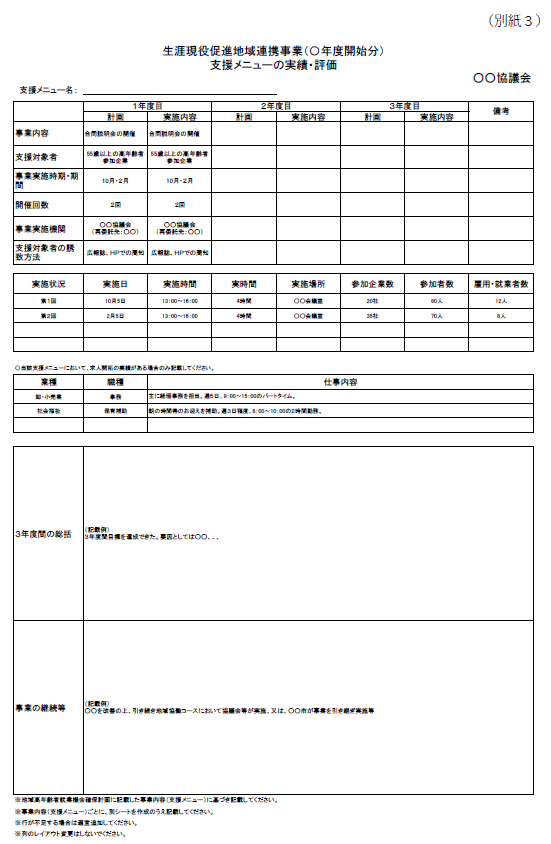 （別紙３）
生涯現役促進地域連携事業（〇年度開始分）
支援メニューの実績・評価
〇〇協議会
支援メニュー名：
1年度目 2年度目 3年度目 備考
計画 実施内容 計画 実施内容 計画 実施内容
事業内容 合同説明会の開催 合同説明会の開催
支援対象者 55歳以上の高年齢者 55歳以上の高年齢者
参加企業 参加企業
事業実施時期・期間 10月・2月 10月・2月
開催回数 2回 2回
事業実施機関 〇〇協議会 〇〇協議会
（再委託先：〇〇） （再委託先：〇〇）
支援対象者の誘致方法 広報誌、HPでの周知 広報誌、HPでの周知
実施状況 実施日 実施時間 実時間 実施場所 参加企業数 参加者数 雇用・就業者数
第1回 10月5日 13:00～16:00 4時間 〇〇会議室 20社 80人 12人
第2回 2月5日 13:00～16:00 4時間 〇〇会議室 35社 70人 8人
〇当該支援メニューにおいて、求人開拓の実績がある場合のみ記載してください。
業種 職種 仕事内容
卸・小売業 事務 主に経理事務を担当。週5日、9:00～15:00のパートタイム。
社会福祉 保育補助 朝の時間帯のお迎えを補助。週3日程度、8:00～10:00の2時間勤務。
3年度間の総括
（記載例）
3年度間目標を達成できた。要因としては〇〇、、、
事業の継続等
（記載例）
〇〇を改善の上、引き続き地域協働コースにおいて協議会等が実施、又は、〇〇市が事業を引き継ぎ実施等
※地域高年齢者就業機会確保計画に記載した事業内容（支援メニュー）に基づき記載してください。
※事業内容（支援メニュー）ごとに、別シートを作成のうえ記載してください。
※行が不足する場合は適宜追加してください。
※列のレイアウト変更はしないでください。